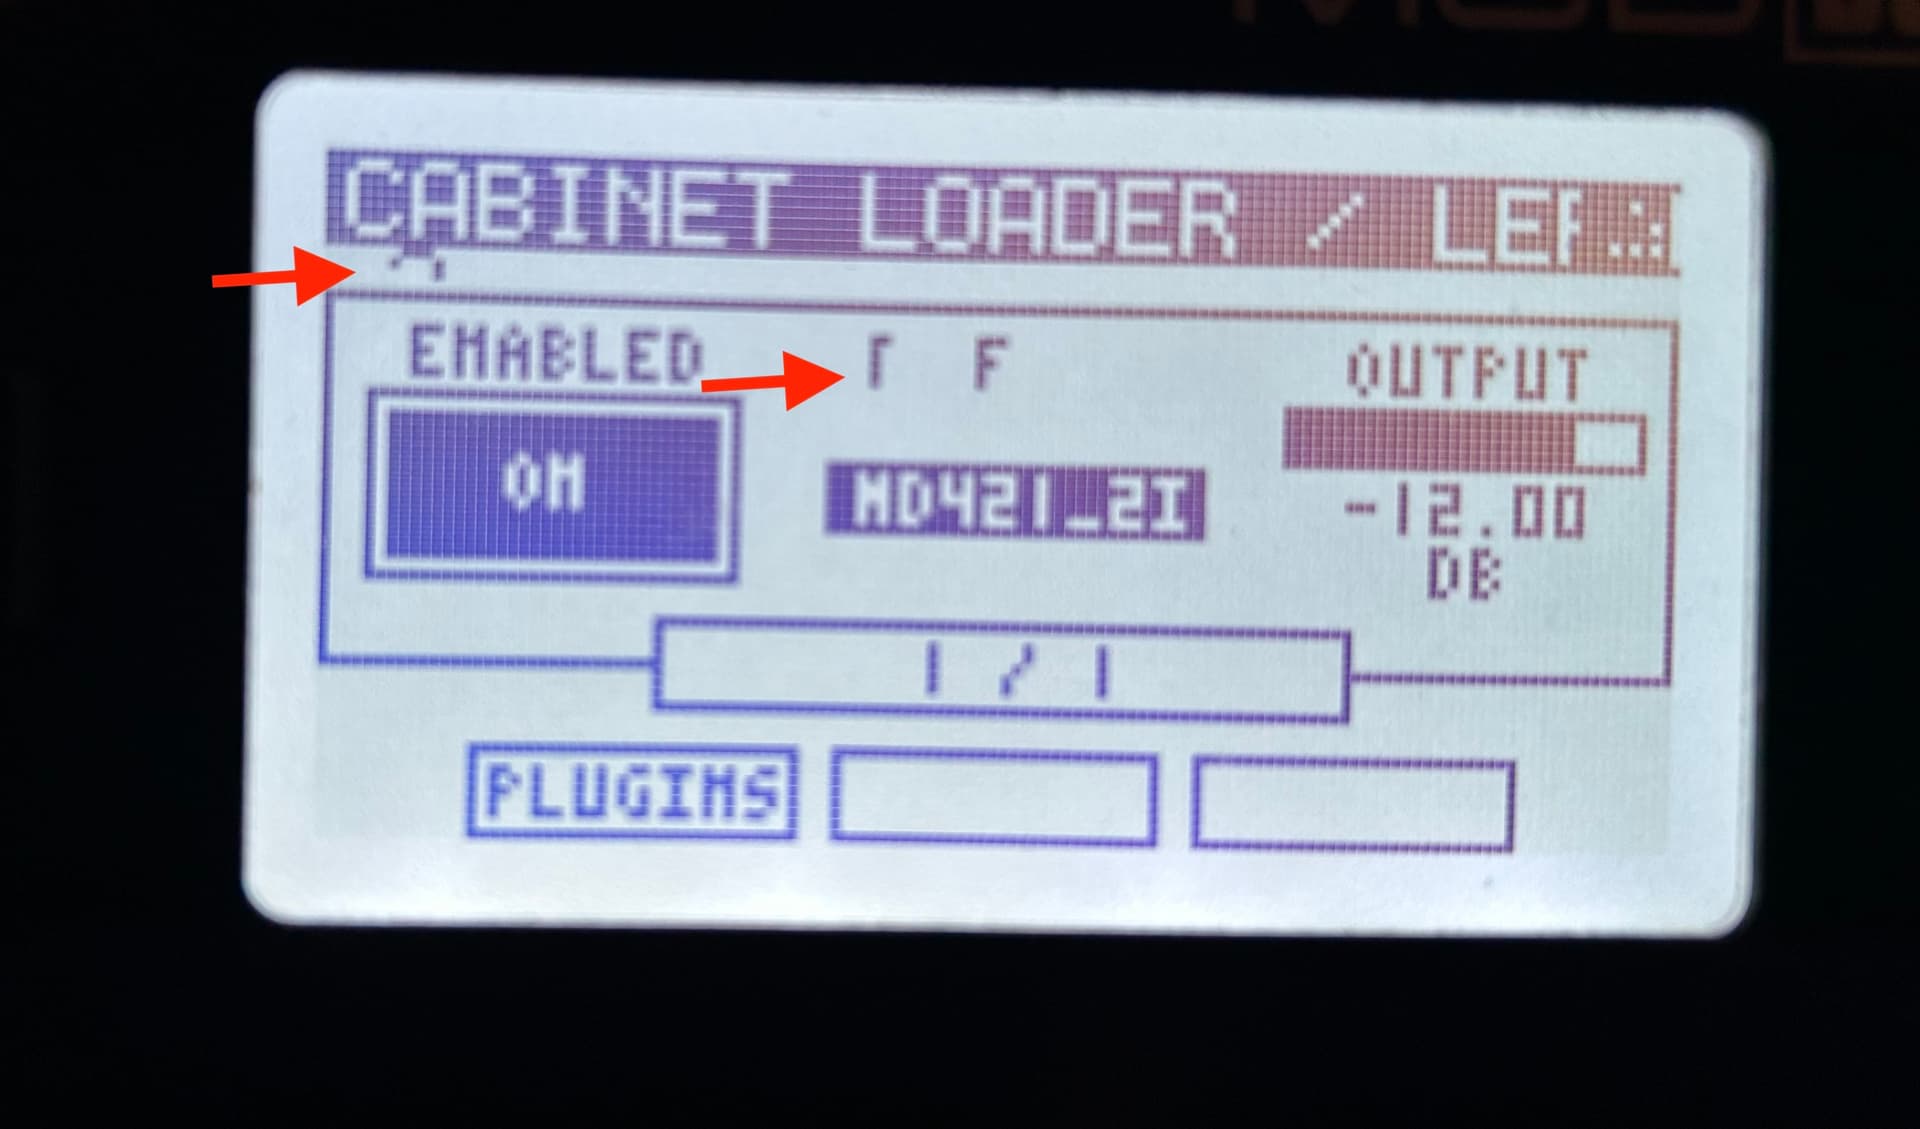 CABINET LOADER / LEF
ENABLED
F
OUTPUT
ON
MD421_2I
-12.00
DB
1/1
PLUGINS